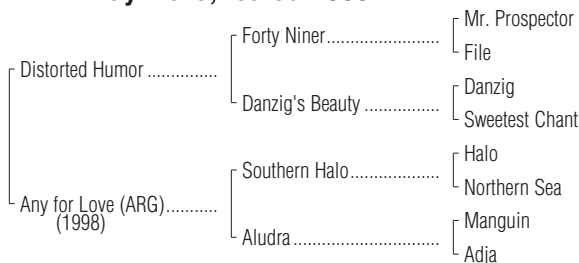 Forty Niner
Mr. Prospector
File
Distorted Humor
Danzig's Beauty
Danzig
Sweetest Chant
Southern Halo
Halo
Northern Sea
Any for Love (ARG)
(1998)
Aludra
Manguin
Adja